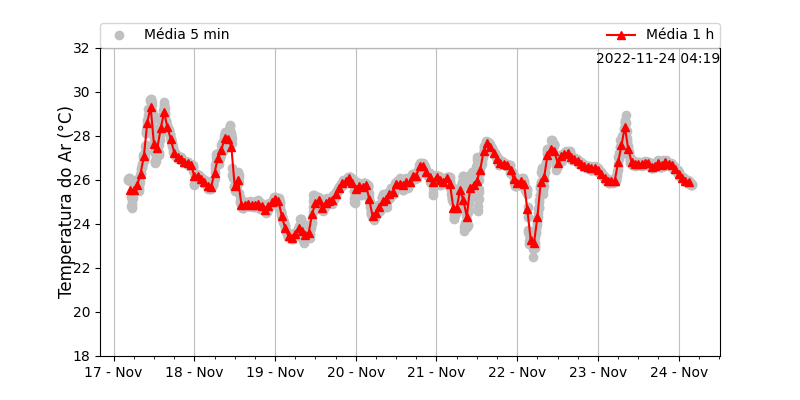 Média 5 min
Média 1 h
2022-11-24 04:19
Temperatura do Ar (°C)
32
30
28
26
24
22
20
18
17 - Nov
18 - Nov
19 - Nov
20 - Nov
21 - Nov
22 - Nov
23 - Nov
24 - Nov